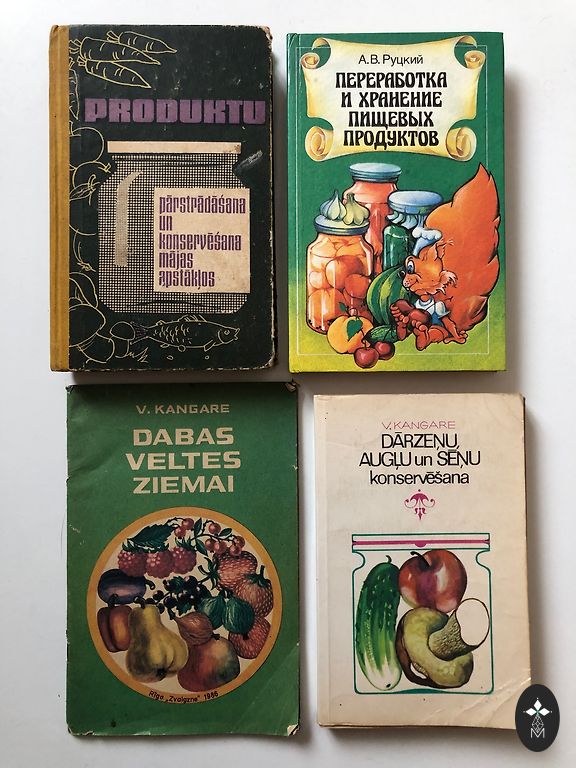 PRODUKTU
pārstrādāšana
un
konservēšana
mājas
apstākļos
А.В. Руцкий
ПЕРЕРАБОТКА
И ХРАНЕНИЕ
ПИЩЕВЫХ
ПРОДУКТОВ
V. KANGARE
DABAS
VELTES
ZIEMAI
Rīga „Zvaigzne" 1986
V. KANGARE
DĀRZEŅU,
AUGĻU un SĒŅU
konservēšana
M